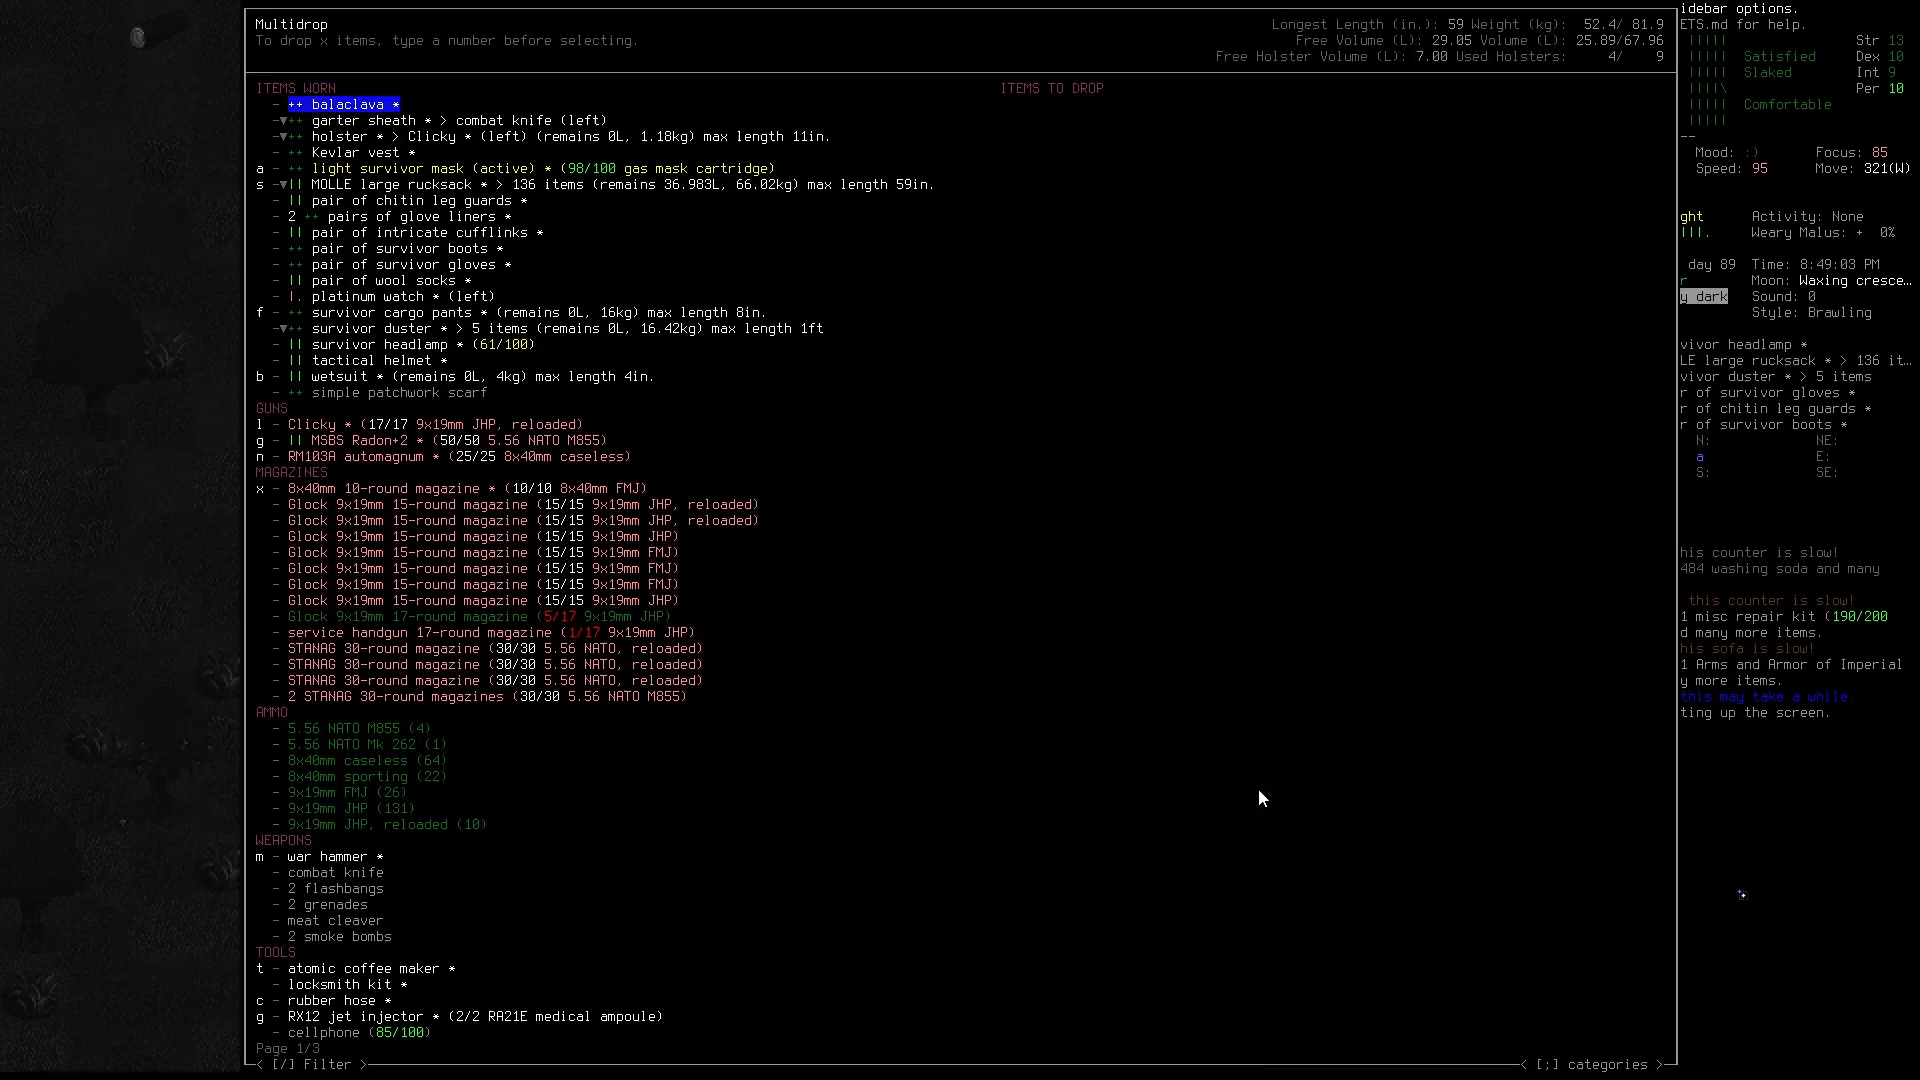 Multidrop
To drop x items, type a number before selecting.
Longest Length (in.): 59 Weight (kg): 52.4/ 81.9
Free Volume (L): 29.05 Volume (L): 25.89/67.96
Free Holster Volume (L): 7.00 Used Holsters: 4/ 9
ITEMS WORN
- ++ balaclava *
-▼++ garter sheath * > combat knife (left)
-▼++ holster * > Clicky * (left) (remains 0L, 1.18kg) max length 11in.
- ++ Kevlar vest *
a - ++ light survivor mask (active) * (98/100 gas mask cartridge)
s -▼|| MOLLE large rucksack * > 136 items (remains 36.983L, 66.02kg) max length 59in.
- || pair of chitin leg guards *
- 2 ++ pairs of glove liners *
- || pair of intricate cufflinks *
- ++ pair of survivor boots *
- ++ pair of survivor gloves *
- || pair of wool socks *
- |. platinum watch * (left)
f - ++ survivor cargo pants * (remains 0L, 16kg) max length 8in.
-▼++ survivor duster * > 5 items (remains 0L, 16.42kg) max length 1ft
- || survivor headlamp * (61/100)
- || tactical helmet *
b - || wetsuit * (remains 0L, 4kg) max length 4in.
- ++ simple patchwork scarf
GUNS
l - Clicky * (17/17 9x19mm JHP, reloaded)
g - || MSBS Radon+2 * (50/50 5.56 NATO M855)
n - RM103A automagnum * (25/25 8x40mm caseless)
MAGAZINES
x - 8x40mm 10-round magazine * (10/10 8x40mm FMJ)
- Glock 9x19mm 15-round magazine (15/15 9x19mm JHP, reloaded)
- Glock 9x19mm 15-round magazine (15/15 9x19mm JHP, reloaded)
- Glock 9x19mm 15-round magazine (15/15 9x19mm JHP)
- Glock 9x19mm 15-round magazine (15/15 9x19mm FMJ)
- Glock 9x19mm 15-round magazine (15/15 9x19mm FMJ)
- Glock 9x19mm 15-round magazine (15/15 9x19mm FMJ)
- Glock 9x19mm 15-round magazine (15/15 9x19mm JHP)
- Glock 9x19mm 17-round magazine (5/17 9x19mm JHP)
- service handgun 17-round magazine (1/17 9x19mm JHP)
- STANAG 30-round magazine (30/30 5.56 NATO, reloaded)
- STANAG 30-round magazine (30/30 5.56 NATO, reloaded)
- STANAG 30-round magazine (30/30 5.56 NATO, reloaded)
- 2 STANAG 30-round magazines (30/30 5.56 NATO M855)
AMMO
- 5.56 NATO M855 (4)
- 5.56 NATO Mk 262 (1)
- 8x40mm caseless (64)
- 8x40mm sporting (22)
- 9x19mm FMJ (26)
- 9x19mm JHP (131)
- 9x19mm JHP, reloaded (10)
WEAPONS
m - war hammer *
- combat knife
- 2 flashbangs
- 2 grenades
- meat cleaver
- 2 smoke bombs
TOOLS
t - atomic coffee maker *
- locksmith kit *
c - rubber hose *
g - RX12 jet injector * (2/2 RA21E medical ampoule)
- cellphone (85/100)
Page 1/3
< [/] Filter >
< [;] categories >
ITEMS TO DROP
idebar options.
ETS.md for help.
||||| Str 13
||||| Satisfied Dex 10
||||| Slaked Int 9
||||\ Per 10
||||| Comfortable
|||||
--
Mood: :) Focus: 85
Speed: 95 Move: 321(W)
ght Activity: None
|||. Weary Malus: + 0%
day 89 Time: 8:49:03 PM
r Moon: Waxing cresce…
y dark Sound: 0
Style: Brawling
vivor headlamp *
LE large rucksack * > 136 it…
vivor duster * > 5 items
r of survivor gloves *
r of chitin leg guards *
r of survivor boots *
N: NE:
a E:
S: SE:
his counter is slow!
484 washing soda and many
this counter is slow!
1 misc repair kit (190/200
d many more items.
his sofa is slow!
1 Arms and Armor of Imperial
y more items.
this may take a while.
ting up the screen.